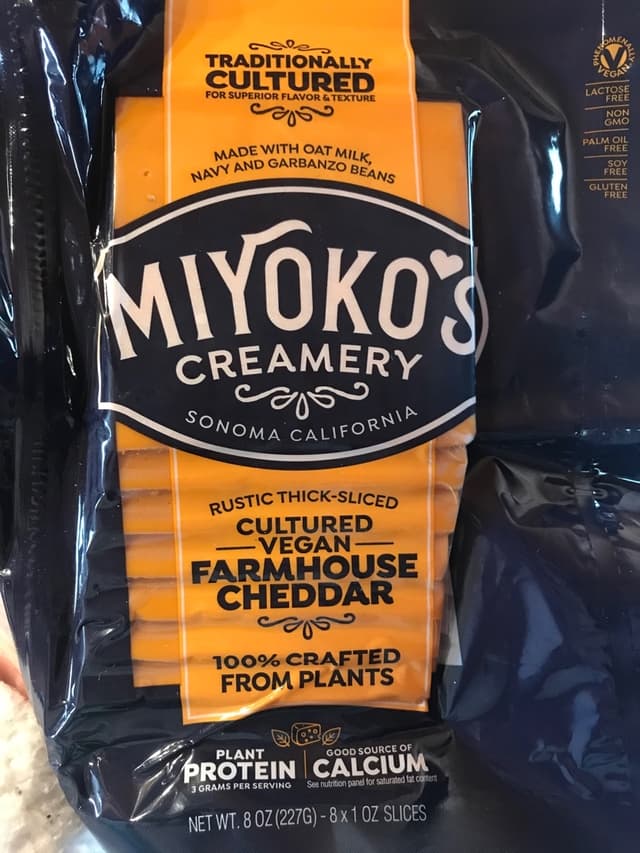 TRADITIONALLY
CULTURED
FOR SUPERIOR FLAVOR & TEXTURE
MADE WITH OAT MILK,
NAVY AND GARBANZO BEANS
MIYOKO'S
CREAMERY
SONOMA CALIFORNIA
RUSTIC THICK-SLICED
CULTURED
VEGAN
FARMHOUSE
CHEDDAR
100% CRAFTED
FROM PLANTS
PLANT
PROTEIN
3 GRAMS PER SERVING
GOOD SOURCE OF
CALCIUM
See nutrition panel for saturated fat content
NET WT. 8 OZ (227G) - 8 x 1 OZ SLICES
PHENOMENALLY
V
VEGAN
LACTOSE
FREE
NON
GMO
PALM OIL
FREE
SOY
FREE
GLUTEN
FREE